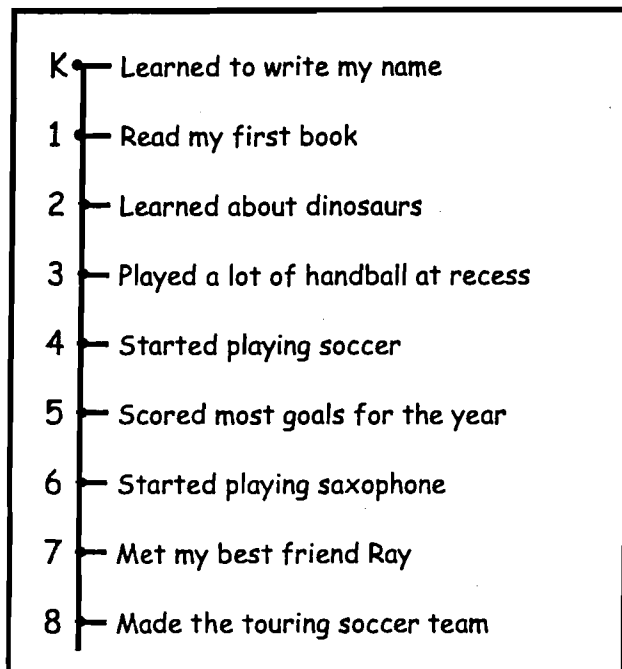 K Learned to write my name
1 Read my first book
2 Learned about dinosaurs
3 Played a lot of handball at recess
4 Started playing soccer
5 Scored most goals for the year
6 Started playing saxophone
7 Met my best friend Ray
8 Made the touring soccer team